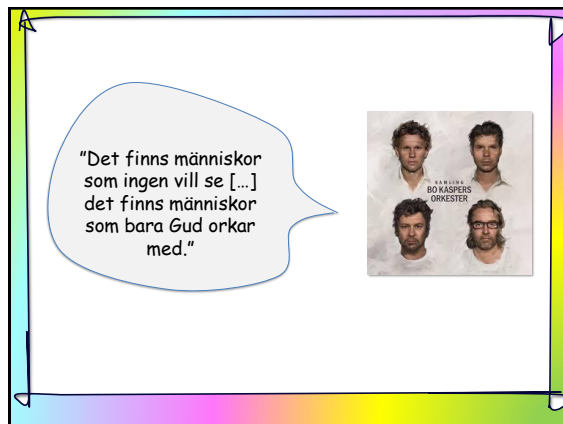 ”Det finns människor
som ingen vill se […]
det finns människor
som bara Gud orkar
med.”
SAMLING
BO KASPERS
ORKESTER